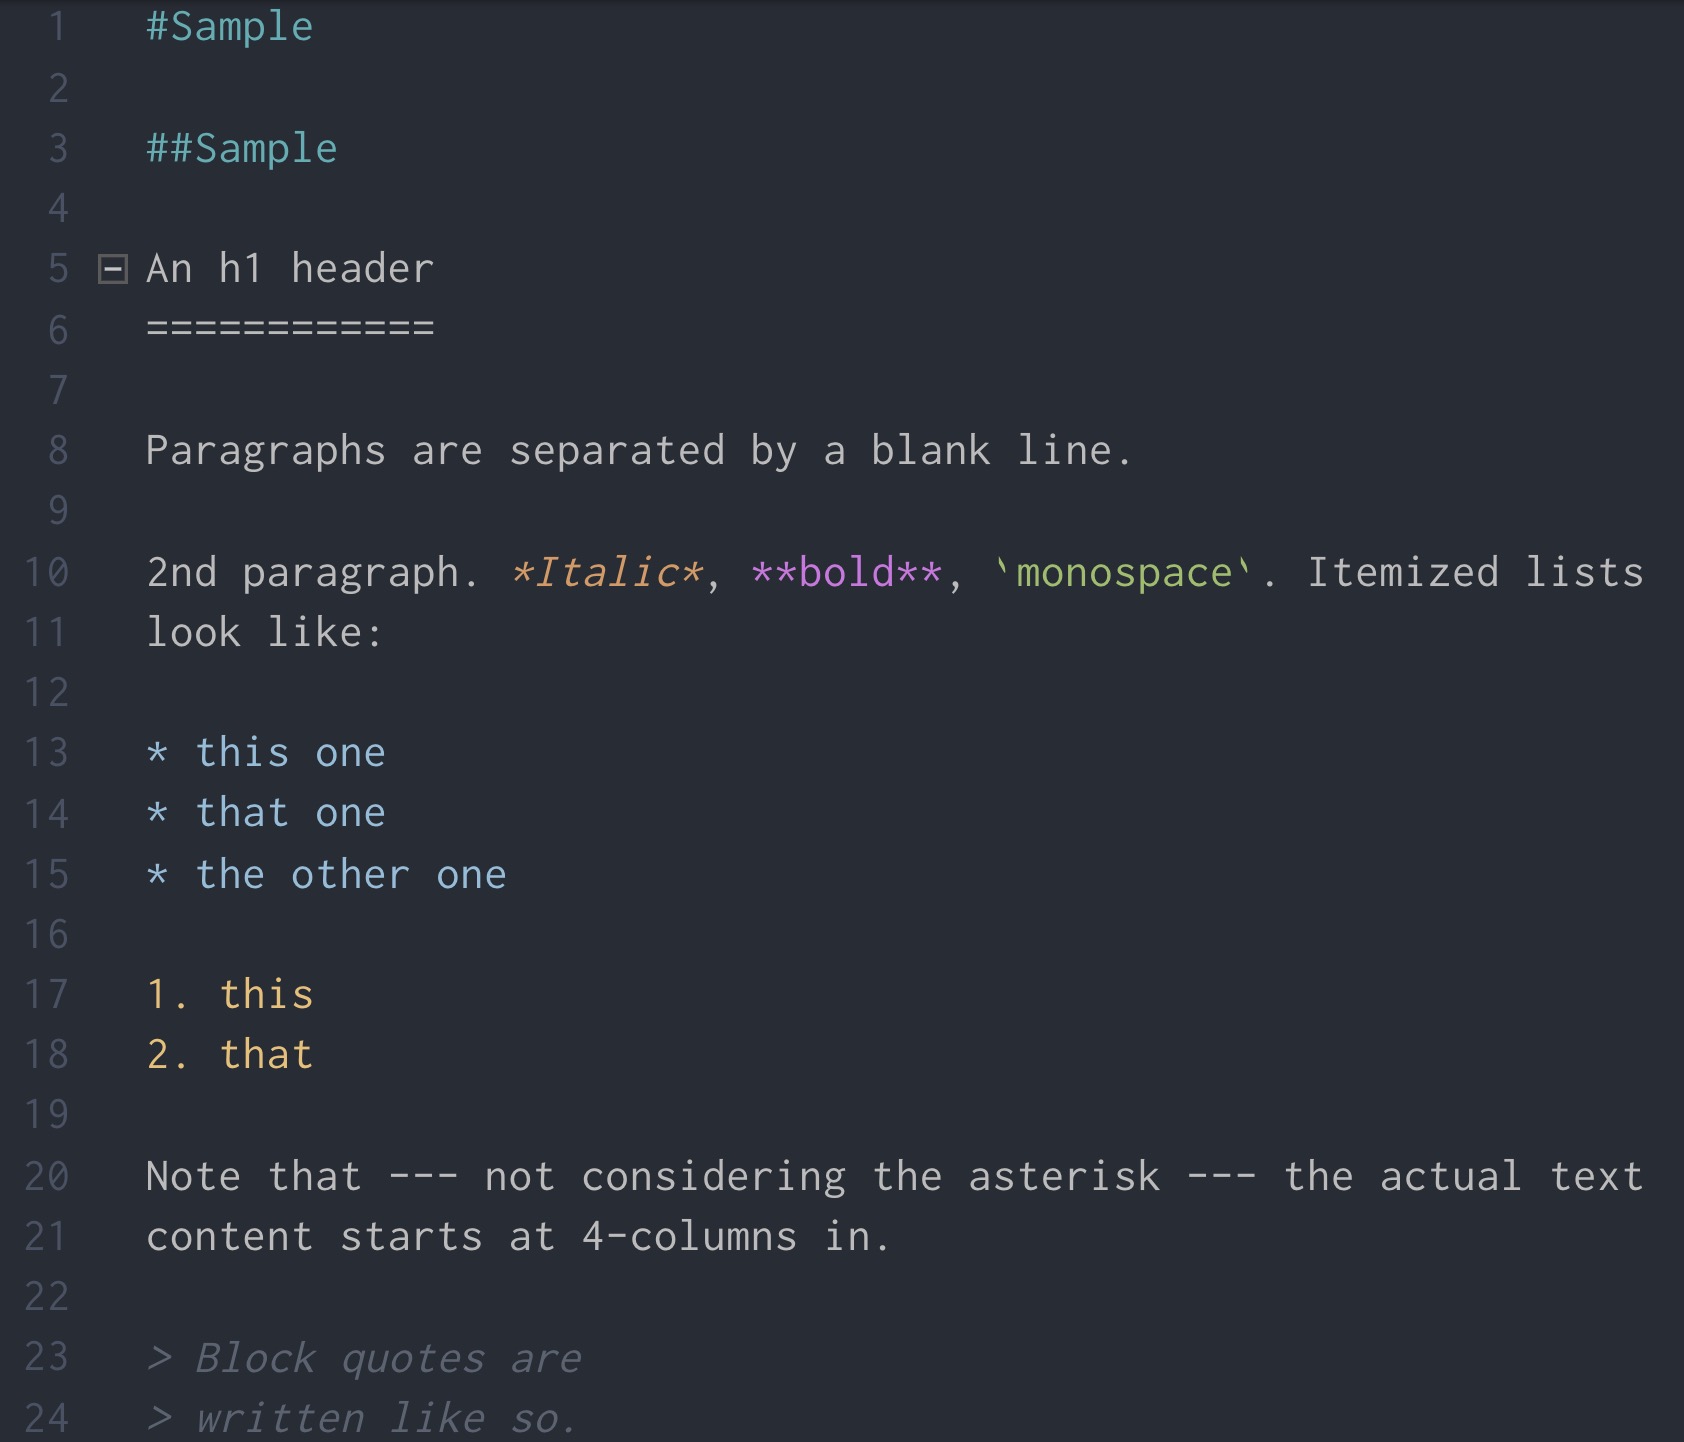 1 #Sample
2
3 ##Sample
4
5 An h1 header
6 ============
7
8 Paragraphs are separated by a blank line.
9
10 2nd paragraph. *Italic*, **bold**, `monospace`. Itemized lists
11 look like:
12
13 * this one
14 * that one
15 * the other one
16
17 1. this
18 2. that
19
20 Note that --- not considering the asterisk --- the actual text
21 content starts at 4-columns in.
22
23 > Block quotes are
24 > written like so.